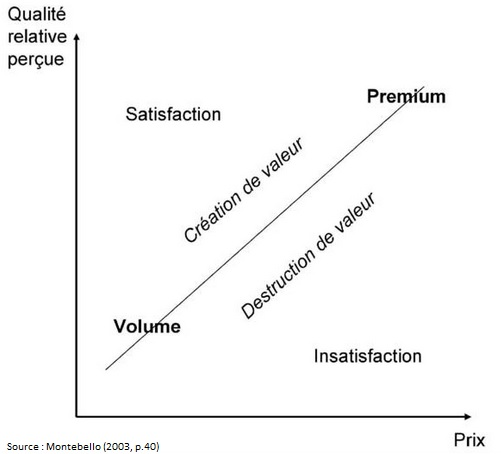 Qualité
relative
perçue
Premium
Satisfaction
Création de valeur
Destruction de valeur
Volume
Insatisfaction
Prix
Source : Montebello (2003, p.40)